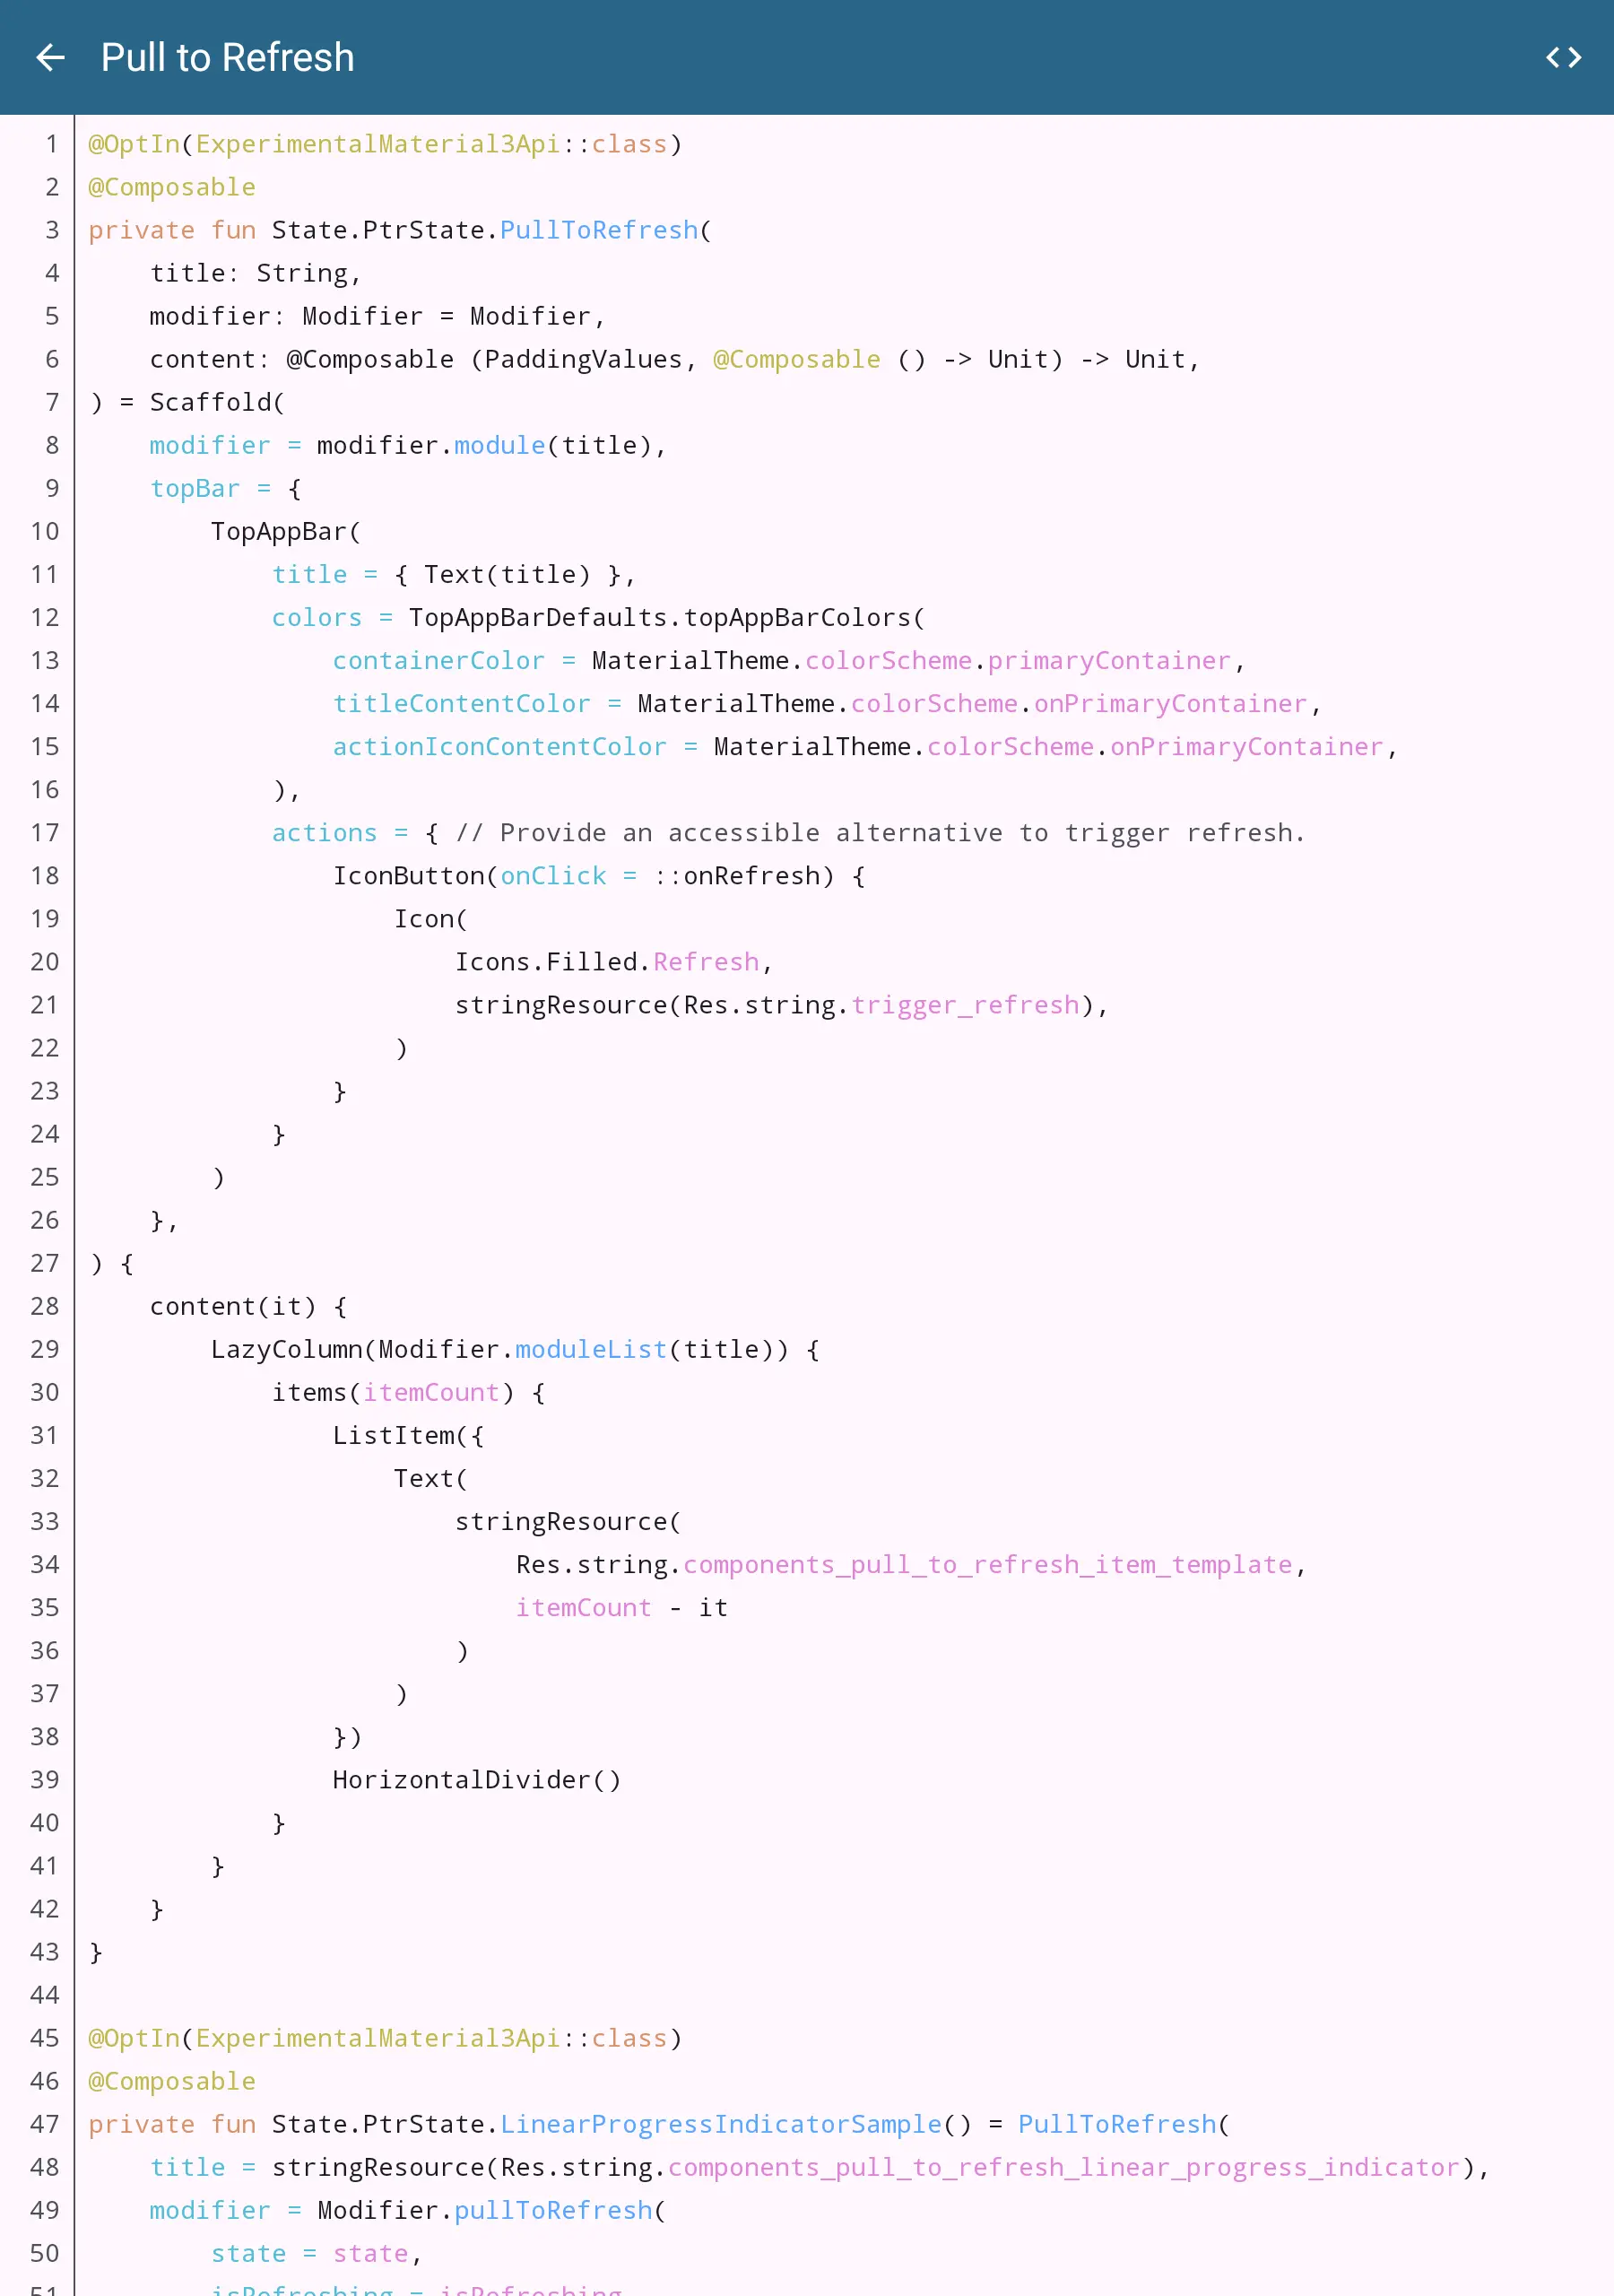 Pull to Refresh
1 @OptIn(ExperimentalMaterial3Api::class)
2 @Composable
3 private fun State.PtrState.PullToRefresh(
4     title: String,
5     modifier: Modifier = Modifier,
6     content: @Composable (PaddingValues, @Composable () -> Unit) -> Unit,
7 ) = Scaffold(
8     modifier = modifier.module(title),
9     topBar = {
10         TopAppBar(
11             title = { Text(title) },
12             colors = TopAppBarDefaults.topAppBarColors(
13                 containerColor = MaterialTheme.colorScheme.primaryContainer,
14                 titleContentColor = MaterialTheme.colorScheme.onPrimaryContainer,
15                 actionIconContentColor = MaterialTheme.colorScheme.onPrimaryContainer,
16             ),
17             actions = { // Provide an accessible alternative to trigger refresh.
18                 IconButton(onClick = ::onRefresh) {
19                     Icon(
20                         Icons.Filled.Refresh,
21                         stringResource(Res.string.trigger_refresh),
22                     )
23                 }
24             }
25         )
26     },
27 ) {
28     content(it) {
29         LazyColumn(Modifier.moduleList(title)) {
30             items(itemCount) {
31                 ListItem({
32                     Text(
33                         stringResource(
34                             Res.string.components_pull_to_refresh_item_template,
35                             itemCount - it
36                         )
37                     )
38                 })
39                 HorizontalDivider()
40             }
41         }
42     }
43 }
44
45 @OptIn(ExperimentalMaterial3Api::class)
46 @Composable
47 private fun State.PtrState.LinearProgressIndicatorSample() = PullToRefresh(
48     title = stringResource(Res.string.components_pull_to_refresh_linear_progress_indicator),
49     modifier = Modifier.pullToRefresh(
50         state = state,
51         isRefreshing = isRefreshing